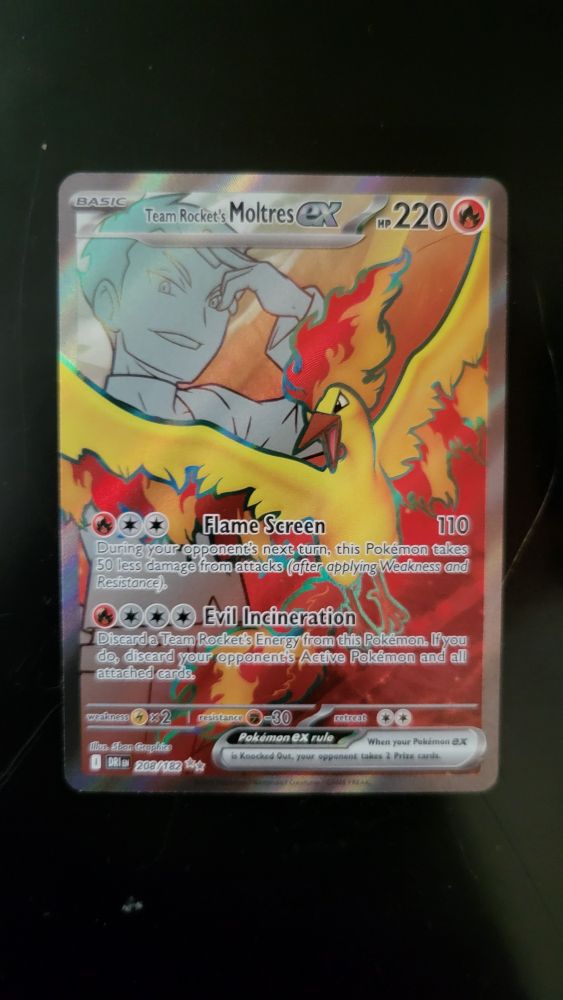 BASIC
Team Rocket's Moltres ex HP 220
Flame Screen 110
During your opponent's next turn, this Pokémon takes
50 less damage from attacks (after applying Weakness and
Resistance).
Evil Incineration
Discard a Team Rocket's Energy from this Pokémon. If you
do, discard your opponent's Active Pokémon and all
attached cards.
weakness ×2 resistance -30 retreat
Illus. 5ban Graphics
Pokémon ex rule When your Pokémon ex
is Knocked Out, your opponent takes 2 Prize cards.
DRI EN 208/182